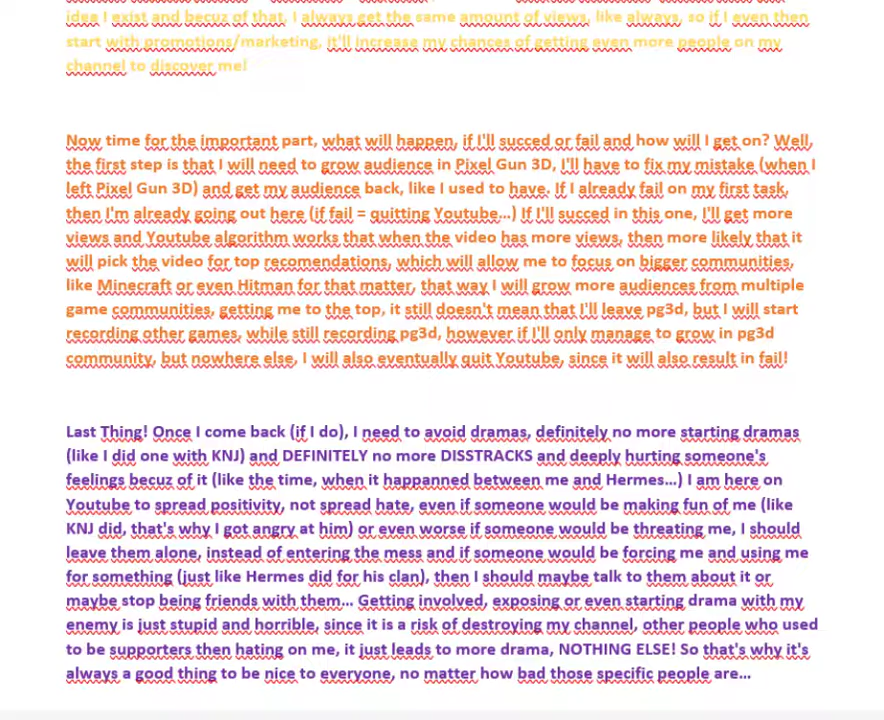 idea I exist and becuz of that, I always get the same amount of views, like always, so if I even then
start with promotions/marketing, it'll increase my chances of getting even more people on my
channel to discover me!
Now time for the important part, what will happen, if I'll succed or fail and how will I get on? Well,
the first step is that I will need to grow audience in Pixel Gun 3D, I'll have to fix my mistake (when I
left Pixel Gun 3D) and get my audience back, like I used to have. If I already fail on my first task,
then I'm already going out here (if fail = quitting Youtube...) If I'll succed in this one, I'll get more
views and Youtube algorithm works that when the video has more views, then more likely that it
will pick the video for top recomendations, which will allow me to focus on bigger communities,
like Minecraft or even Hitman for that matter, that way I will grow more audiences from multiple
game communities, getting me to the top, it still doesn't mean that I'll leave pg3d, but I will start
recording other games, while still recording pg3d, however if I'll only manage to grow in pg3d
community, but nowhere else, I will also eventually quit Youtube, since it will also result in fail!
Last Thing! Once I come back (if I do), I need to avoid dramas, definitely no more starting dramas
(like I did one with KNJ) and DEFINITELY no more DISSTRACKS and deeply hurting someone's
feelings becuz of it (like the time, when it happanned between me and Hermes...) I am here on
Youtube to spread positivity, not spread hate, even if someone would be making fun of me (like
KNJ did, that's why I got angry at him) or even worse if someone would be threating me, I should
leave them alone, instead of entering the mess and if someone would be forcing me and using me
for something (just like Hermes did for his clan), then I should maybe talk to them about it or
maybe stop being friends with them... Getting involved, exposing or even starting drama with my
enemy is just stupid and horrible, since it is a risk of destroying my channel, other people who used
to be supporters then hating on me, it just leads to more drama, NOTHING ELSE! So that's why it's
always a good thing to be nice to everyone, no matter how bad those specific people are...